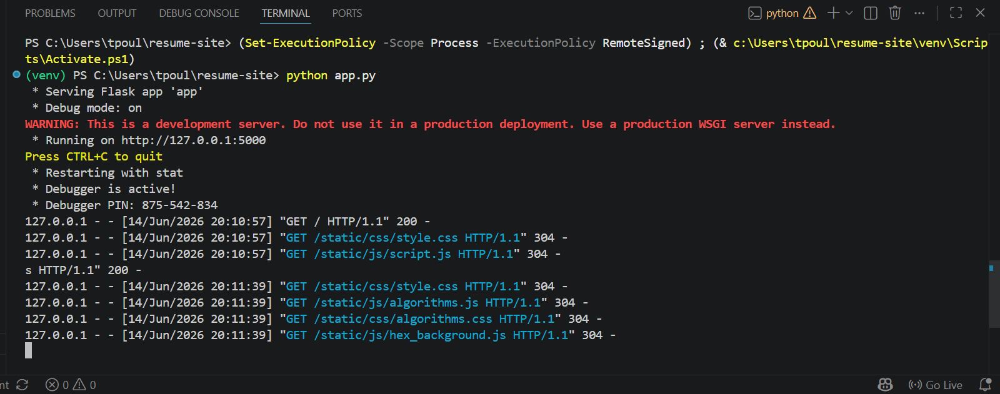 PROBLEMS OUTPUT DEBUG CONSOLE TERMINAL PORTS python
PS C:\Users\tpoul\resume-site> (Set-ExecutionPolicy -Scope Process -ExecutionPolicy RemoteSigned) ; (& c:\Users\tpoul\resume-site\venv\Scrip
ts\Activate.ps1)
(venv) PS C:\Users\tpoul\resume-site> python app.py
 * Serving Flask app 'app'
 * Debug mode: on
WARNING: This is a development server. Do not use it in a production deployment. Use a production WSGI server instead.
 * Running on http://127.0.0.1:5000
Press CTRL+C to quit
 * Restarting with stat
 * Debugger is active!
 * Debugger PIN: 875-542-834
127.0.0.1 - - [14/Jun/2026 20:10:57] "GET / HTTP/1.1" 200 -
127.0.0.1 - - [14/Jun/2026 20:10:57] "GET /static/css/style.css HTTP/1.1" 304 -
127.0.0.1 - - [14/Jun/2026 20:10:57] "GET /static/js/script.js HTTP/1.1" 304 -
s HTTP/1.1" 200 -
127.0.0.1 - - [14/Jun/2026 20:11:39] "GET /static/css/style.css HTTP/1.1" 304 -
127.0.0.1 - - [14/Jun/2026 20:11:39] "GET /static/js/algorithms.js HTTP/1.1" 304 -
127.0.0.1 - - [14/Jun/2026 20:11:39] "GET /static/css/algorithms.css HTTP/1.1" 304 -
127.0.0.1 - - [14/Jun/2026 20:11:39] "GET /static/js/hex_background.js HTTP/1.1" 304 -
nt 0 0 Go Live